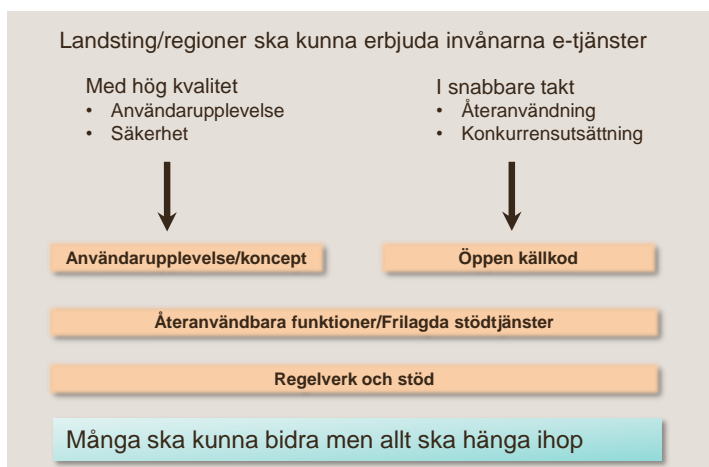 Landsting/regioner ska kunna erbjuda invånarna e-tjänster
Med hög kvalitet
• Användarupplevelse
• Säkerhet
I snabbare takt
• Återanvändning
• Konkurrensutsättning
Användarupplevelse/koncept
Öppen källkod
Återanvändbara funktioner/Frilagda stödtjänster
Regelverk och stöd
Många ska kunna bidra men allt ska hänga ihop